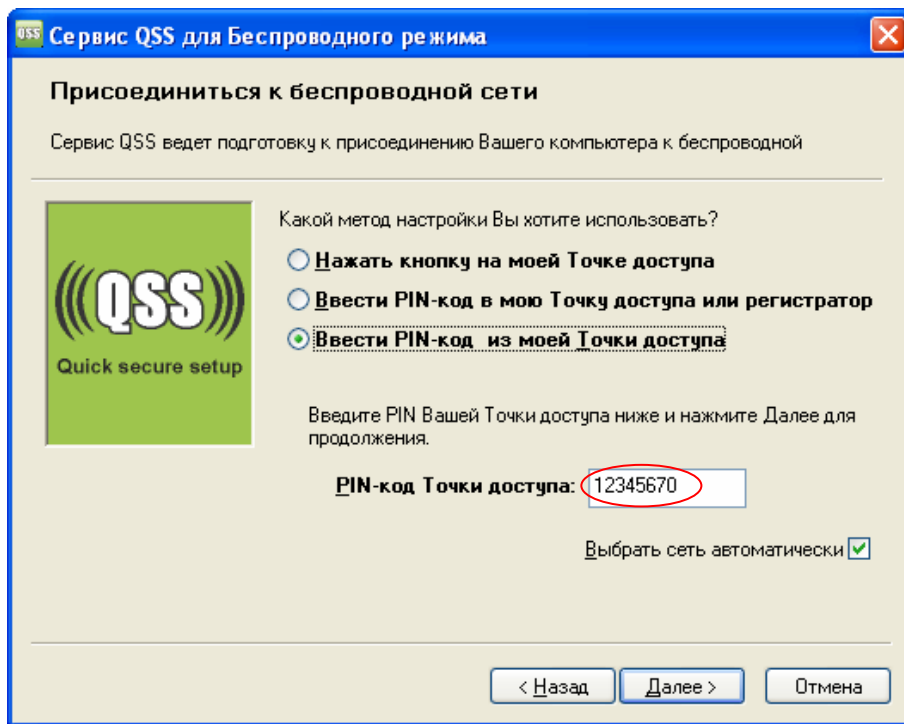 QSS Сервис QSS для Беспроводного режима
Присоединиться к беспроводной сети
Сервис QSS ведет подготовку к присоединению Вашего компьютера к беспроводной
Какой метод настройки Вы хотите использовать?
Нажать кнопку на моей Точке доступа
Ввести PIN-код в мою Точку доступа или регистратор
Ввести PIN-код из моей Точки доступа
(((QSS)))
Quick secure setup
Введите PIN Вашей Точки доступа ниже и нажмите Далее для
продолжения.
PIN-код Точки доступа: 12345670
Выбрать сеть автоматически
< Назад Далее > Отмена